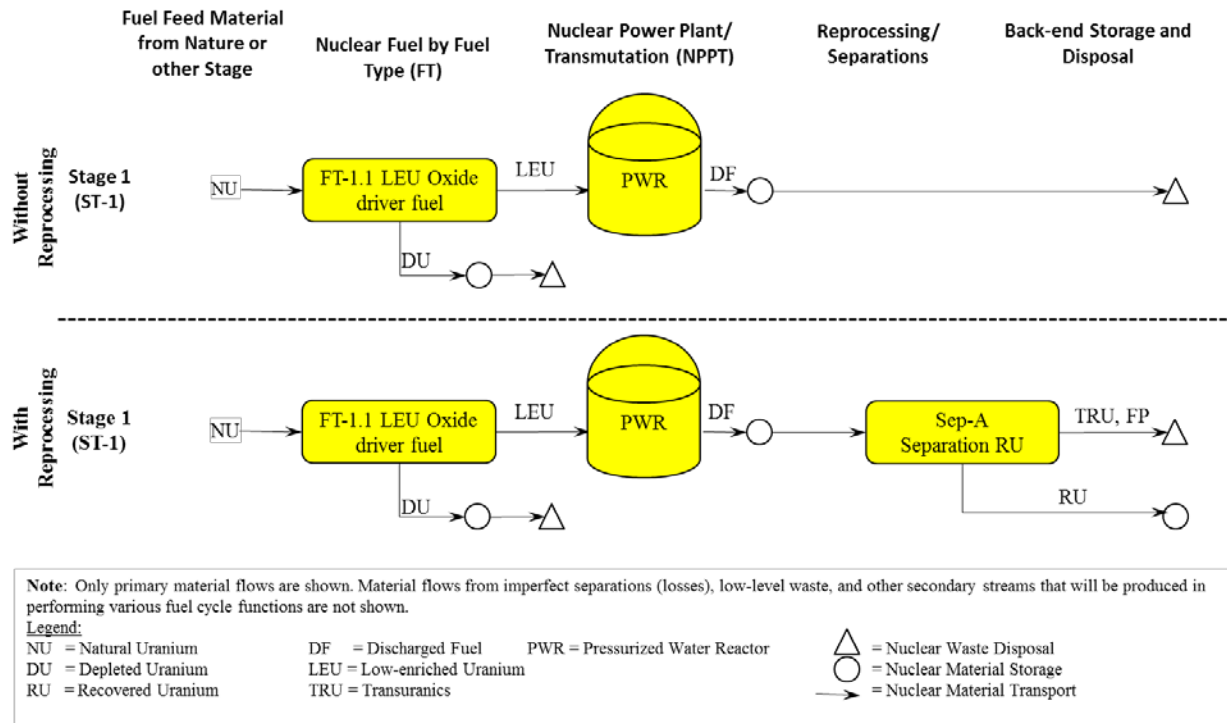 Fuel Feed Material
from Nature or
other Stage
Nuclear Fuel by Fuel
Type (FT)
Nuclear Power Plant/
Transmutation (NPPT)
Reprocessing/
Separations
Back-end Storage and
Disposal
Without
Reprocessing
Stage 1
(ST-1)
NU
FT-1.1 LEU Oxide
driver fuel
LEU
PWR
DF
DU
With
Reprocessing
Stage 1
(ST-1)
NU
FT-1.1 LEU Oxide
driver fuel
LEU
PWR
DF
Sep-A
Separation RU
TRU, FP
DU
RU
Note: Only primary material flows are shown. Material flows from imperfect separations (losses), low-level waste, and other secondary streams that will be produced in
performing various fuel cycle functions are not shown.
Legend:
NU = Natural Uranium
DU = Depleted Uranium
RU = Recovered Uranium
DF = Discharged Fuel
LEU = Low-enriched Uranium
TRU = Transuranics
PWR = Pressurized Water Reactor
= Nuclear Waste Disposal
= Nuclear Material Storage
= Nuclear Material Transport